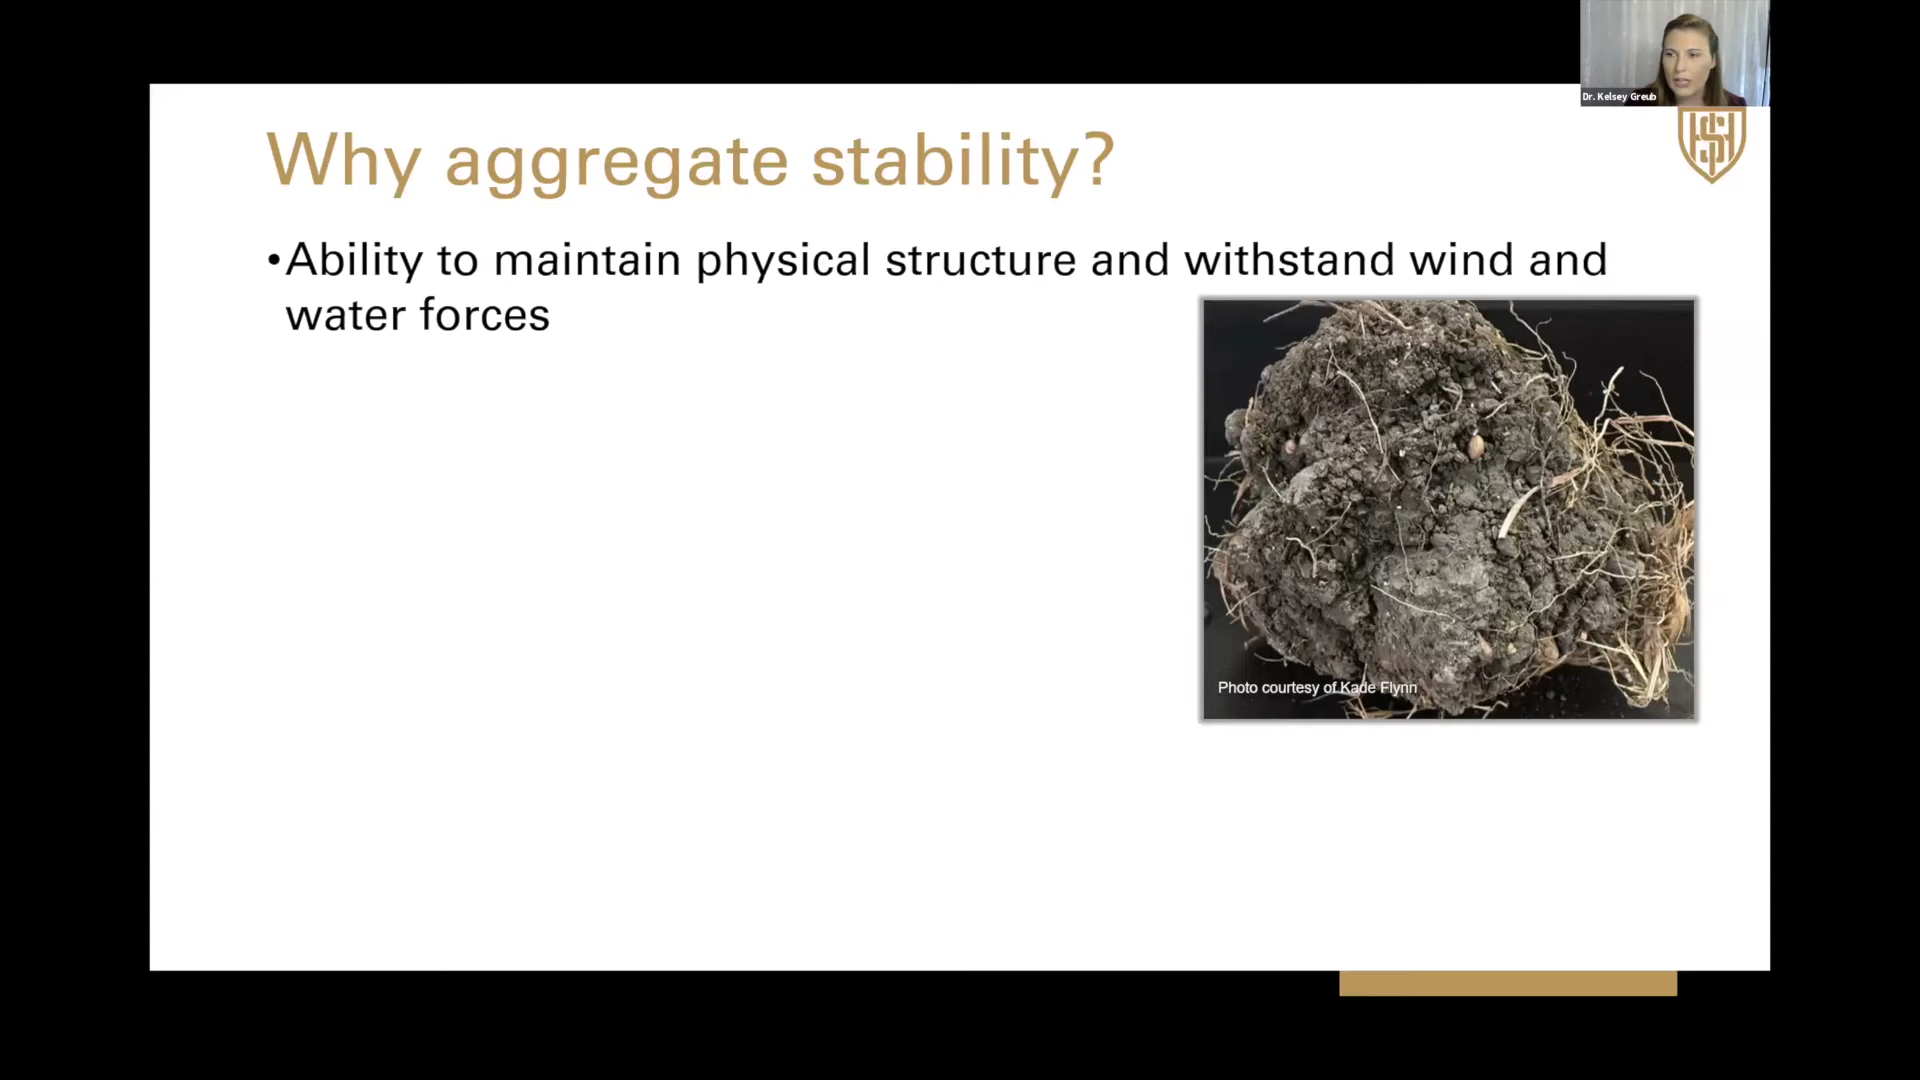 Dr. Kelsey Greub
Why aggregate stability?
•Ability to maintain physical structure and withstand wind and
water forces
Photo courtesy of Kade Flynn